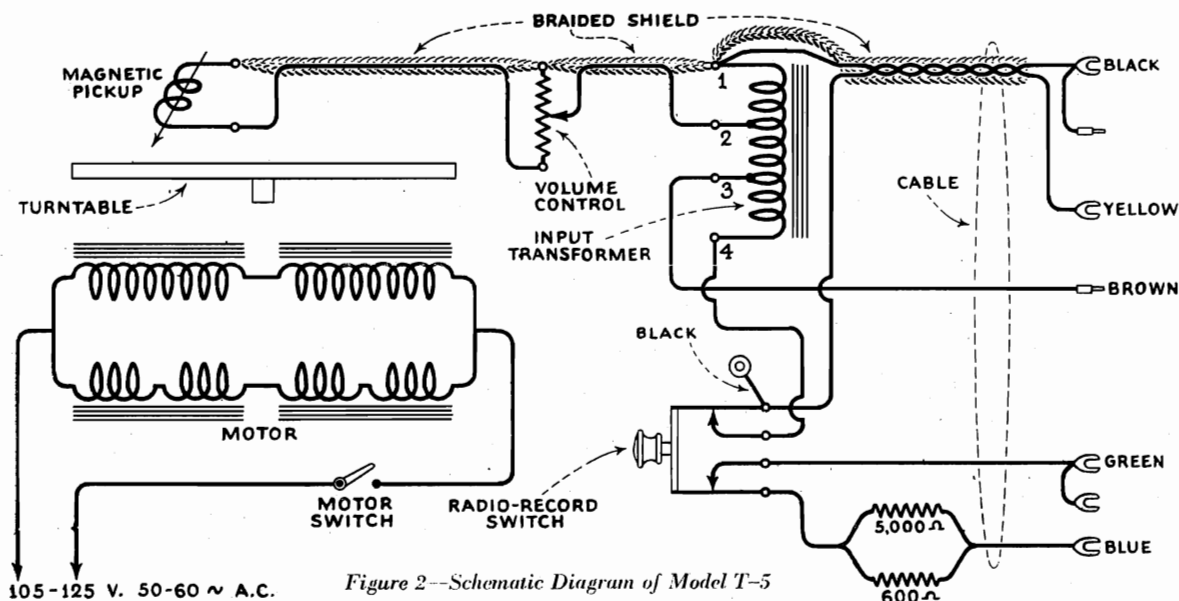 BRAIDED SHIELD
MAGNETIC
PICKUP
BLACK
1
2
3
4
VOLUME
CONTROL
CABLE
TURNTABLE
YELLOW
INPUT
TRANSFORMER
BROWN
BLACK
MOTOR
GREEN
RADIO-RECORD
SWITCH
MOTOR
SWITCH
5,000 Ω
BLUE
600 Ω
105-125 V. 50-60 ~ A.C.
Figure 2--Schematic Diagram of Model T-5